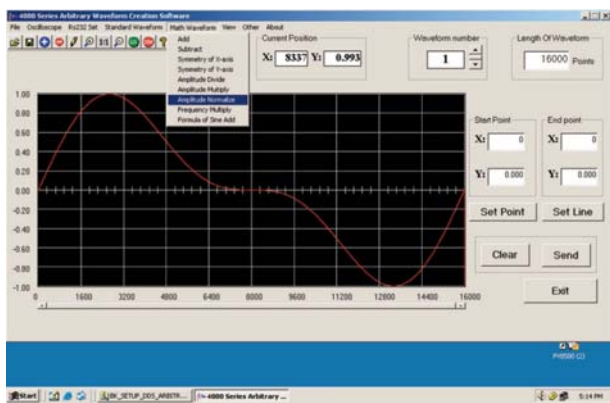 4000 Series Arbitrary Waveform Creation Software
File Oscilloscope Rs232 Set Standard Waveform Math Waveform View Other About
Add
Subtract
Symmetry of X-axis
Symmetry of Y-axis
Amplitude Divide
Amplitude Multiply
Amplitude Normalize
Frequency Multiply
Formula of Sine Add
Current Position
X: 8337 Y: 0.993
Waveform number
1
Length Of Waveform
16000 Points
1.00
0.80
0.60
0.40
0.20
0.00
-0.20
-0.40
-0.60
-0.80
-1.00
0 1600 3200 4800 6400 8000 9600 11200 12800 14400 16000
Start Point
X: 0
Y: 0.000
End point
X: 0
Y: 0.000
Set Point
Set Line
Clear
Send
Exit
Start
4000 Series Arbitrary ...
5:14 PM